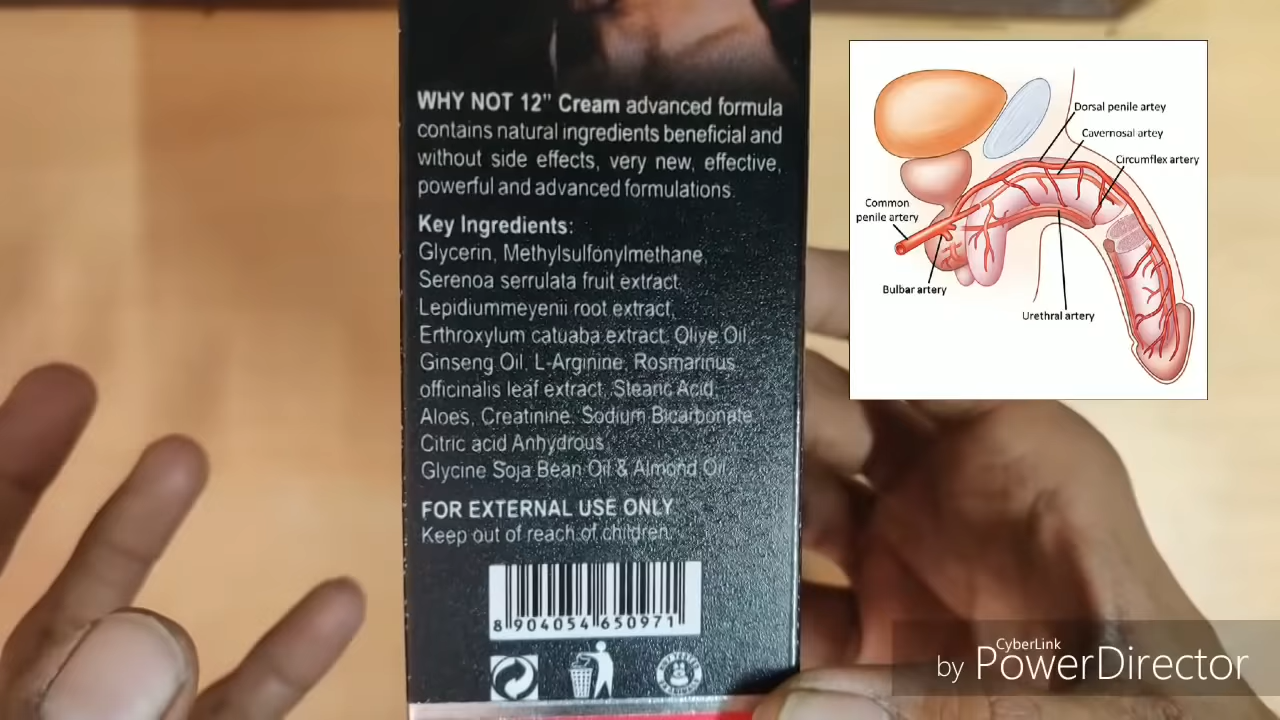 WHY NOT 12” Cream advanced formula
contains natural ingredients beneficial and
without side effects, very new, effective,
powerful and advanced formulations.
Key Ingredients:
Glycerin, Methylsulfonylmethane,
Serenoa serrulata fruit extract,
Lepidiummeyenii root extract,
Erthroxylum catuaba extract, Olive Oil,
Ginseng Oil, L-Arginine, Rosmarinus
officinalis leaf extract, Stearic Acid,
Aloes, Creatinine, Sodium Bicarbonate,
Citric acid Anhydrous,
Glycine Soja Bean Oil & Almond Oil.
FOR EXTERNAL USE ONLY
Keep out of reach of children.
8 904054 650971
Dorsal penile artey
Cavernosal artey
Circumflex artery
Common
penile artery
Bulbar artery
Urethral artery
CyberLink
by PowerDirector